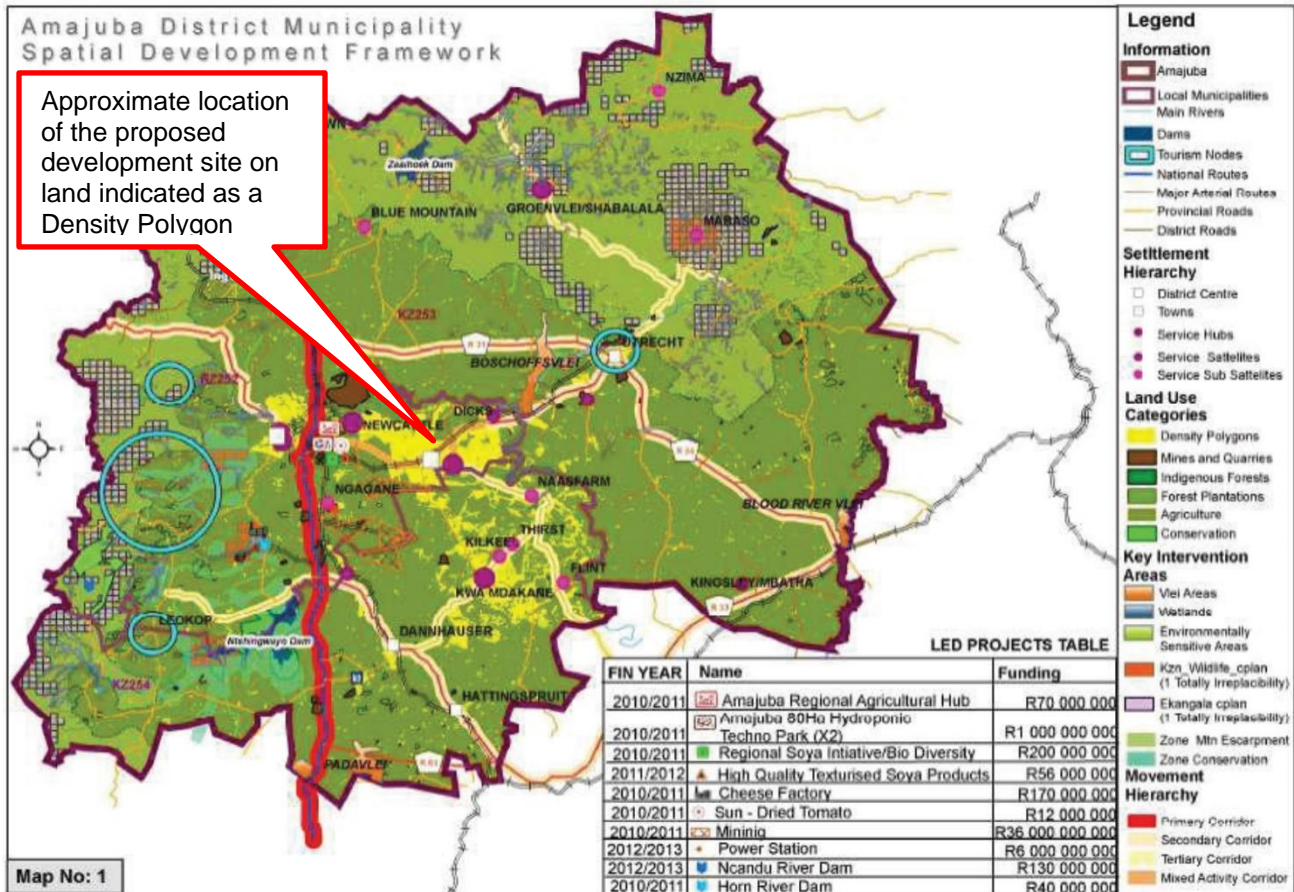 Amajuba District Municipality
Spatial Development Framework
Approximate location
of the proposed
development site on
land indicated as a
Density Polygon
NZIMA
Zaaihoek Dam
GROENVLEI/SHABALALA
BLUE MOUNTAIN
MABASO
KZ253
R 31
BOSCHOFFSVLEI
UTRECHT
KZ252
DICKS
NEWCASTLE
R 34
NGAGANE
NAASFARM
BLOOD RIVER VLEI
THIRST
KILKEEL
FLINT
KWA MDAKANE
KINGSLEY/MBATHA
R 33
LEOKOP
Ntshingwayo Dam
DANNHAUSER
KZ254
HATTINGSPRUIT
PADAVLEI
Map No: 1
LED PROJECTS TABLE
FIN YEAR Name Funding
2010/2011 Amajuba Regional Agricultural Hub R70 000 000
2010/2011 Amajuba 80Ha Hydroponic Techno Park (X2) R1 000 000 000
2010/2011 Regional Soya Intiative/Bio Diversity R200 000 000
2011/2012 High Quality Texturised Soya Products R56 000 000
2010/2011 Cheese Factory R170 000 000
2010/2011 Sun - Dried Tomato R12 000 000
2010/2011 Mininig R36 000 000 000
2012/2013 Power Station R6 000 000 000
2012/2013 Ncandu River Dam R130 000 000
2010/2011 Horn River Dam R40 000 000
Legend
Information
Amajuba
Local Municipalities
Main Rivers
Dams
Tourism Nodes
National Routes
Major Arterial Routes
Provincial Roads
District Roads
Setltlement
Hierarchy
District Centre
Towns
Service Hubs
Service Sattelites
Service Sub Sattelites
Land Use
Categories
Density Polygons
Mines and Quarries
Indigenous Forests
Forest Plantations
Agriculture
Conservation
Key Intervention
Areas
Vlei Areas
Wetlands
Environmentally
Sensitive Areas
Kzn_Wildlife_cplan
(1 Totally Irreplacibility)
Ekangala cplan
(1 Totally Irreplacibility)
Zone Mtn Escarpment
Zone Conservation
Movement
Hierarchy
Primary Corridor
Secondary Corridor
Tertiary Corridor
Mixed Activity Corridor